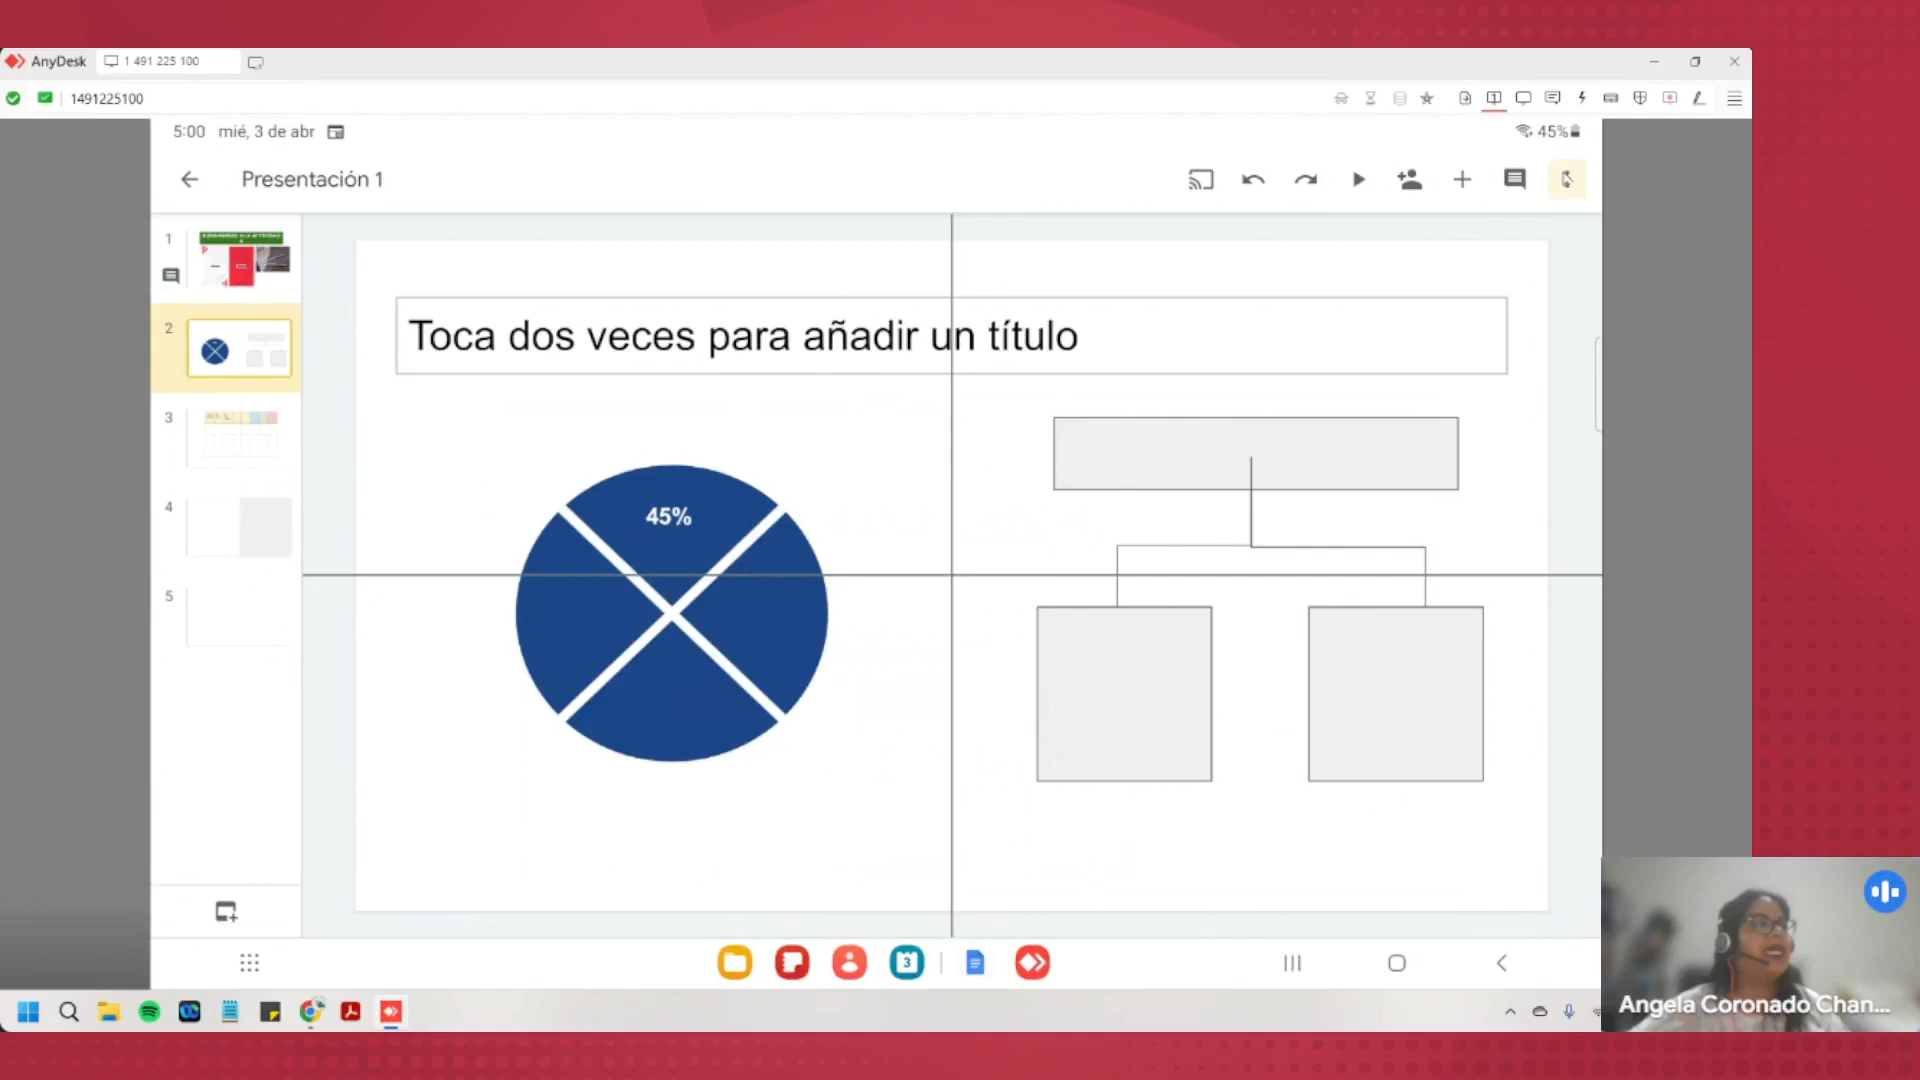 AnyDesk
1 491 225 100
1491225100
5:00 mié, 3 de abr
45%
Presentación 1
1
2
3
4
5
Toca dos veces para añadir un título
45%
3
Angela Coronado Chan...